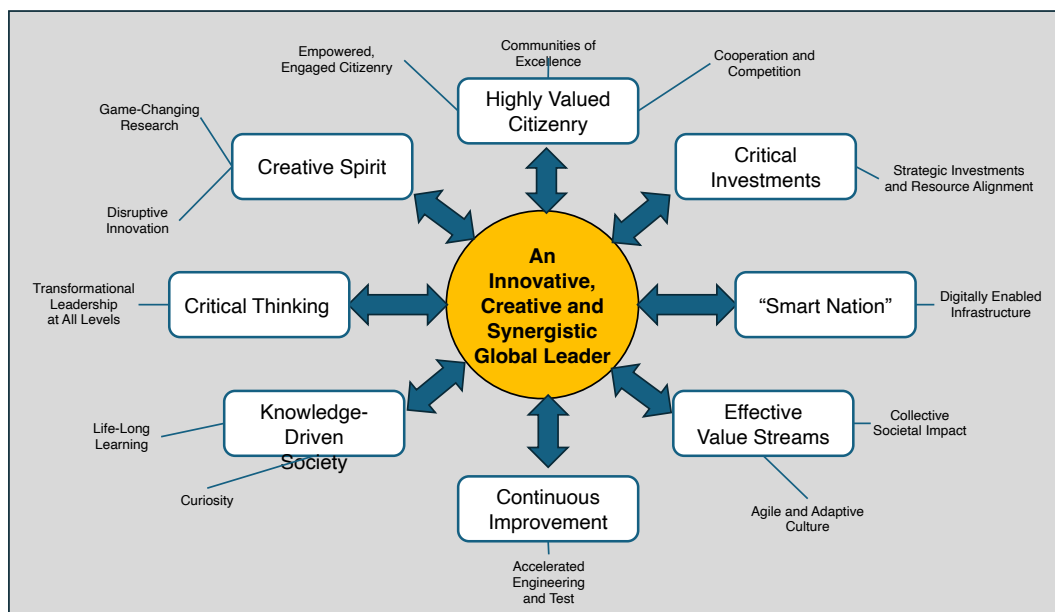 Communities of
Excellence
Empowered,
Engaged Citizenry
Cooperation and
Competition
Highly Valued
Citizenry
Game-Changing
Research
Creative Spirit
Disruptive
Innovation
Critical
Investments
Strategic Investments
and Resource Alignment
An
Innovative,
Creative and
Synergistic
Global Leader
Transformational
Leadership
at All Levels
Critical Thinking
“Smart Nation”
Digitally Enabled
Infrastructure
Knowledge-
Driven
Society
Life-Long
Learning
Curiosity
Effective
Value Streams
Collective
Societal Impact
Agile and Adaptive
Culture
Continuous
Improvement
Accelerated
Engineering
and Test